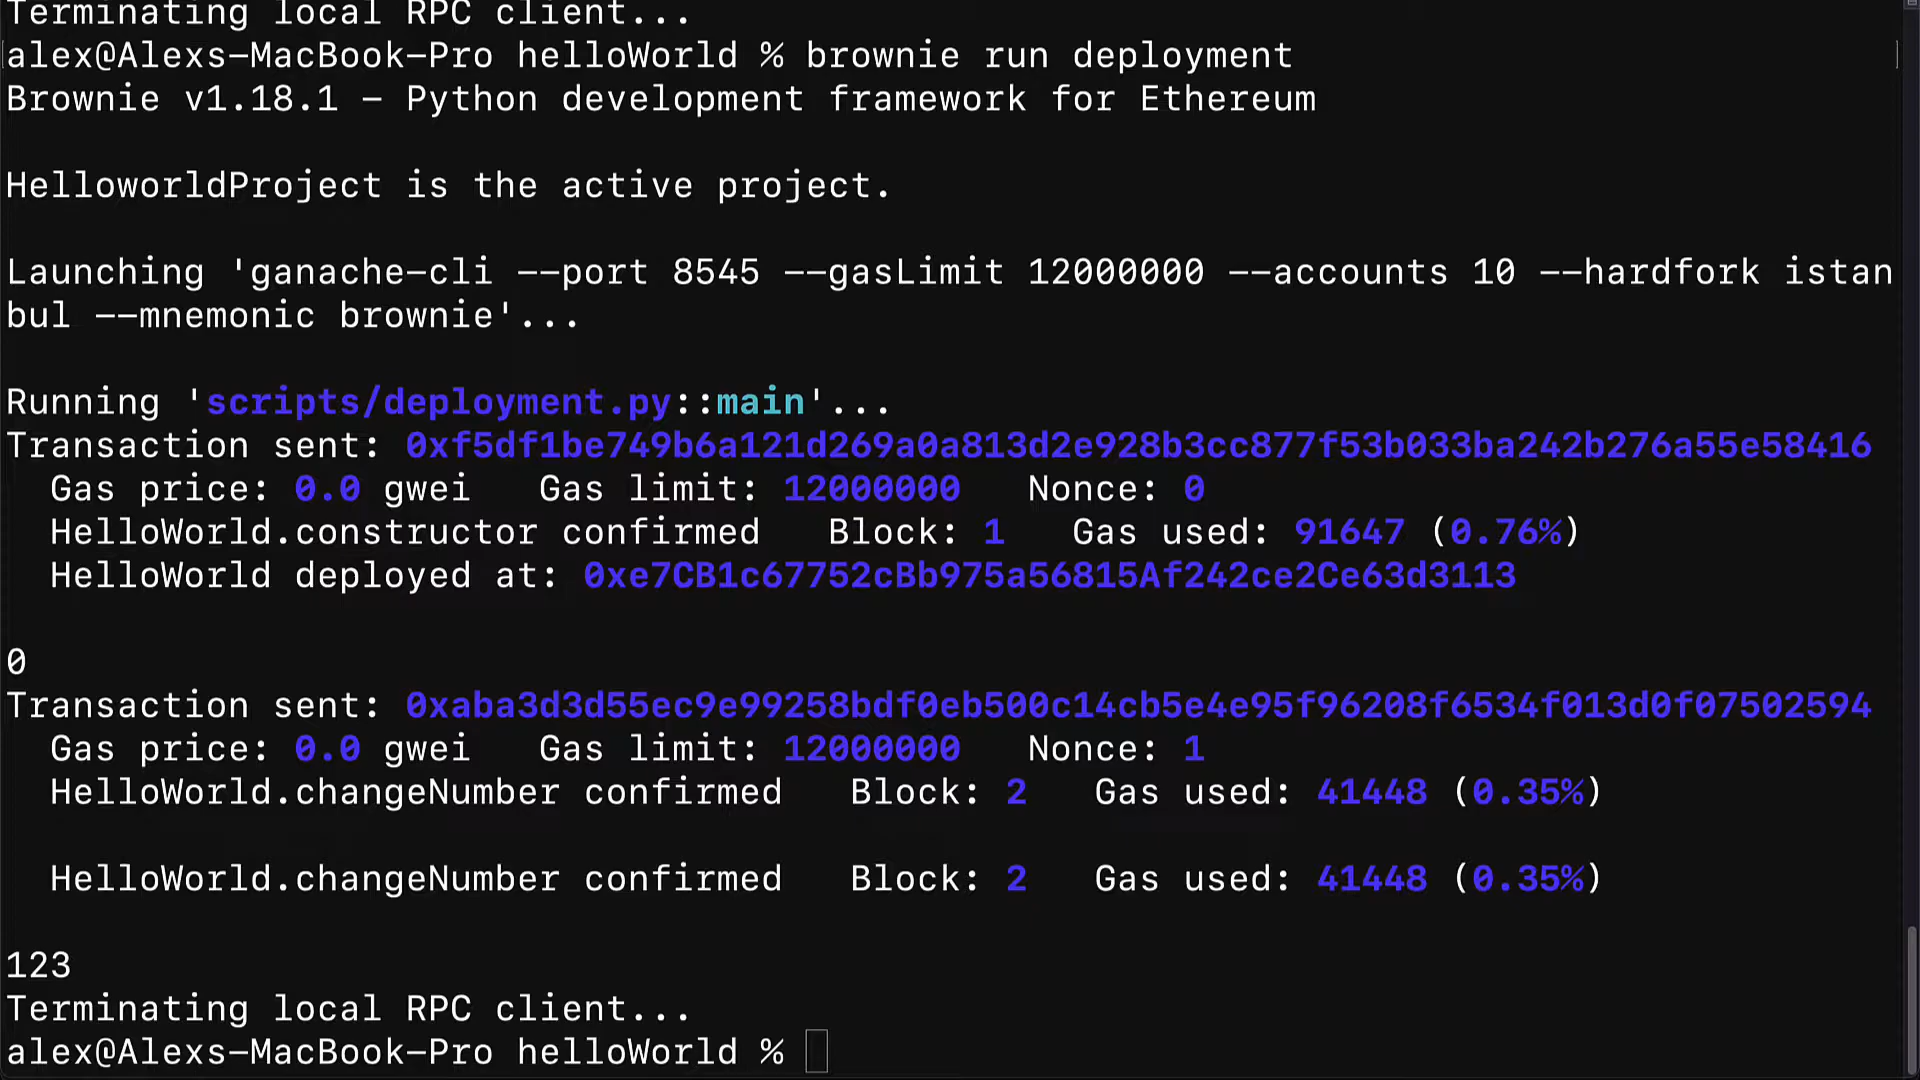 Terminating local RPC client...
alex@Alexs-MacBook-Pro helloWorld % brownie run deployment
Brownie v1.18.1 - Python development framework for Ethereum
HelloworldProject is the active project.
Launching 'ganache-cli --port 8545 --gasLimit 12000000 --accounts 10 --hardfork istan
bul --mnemonic brownie'...
Running 'scripts/deployment.py::main'...
Transaction sent: 0xf5df1be749b6a121d269a0a813d2e928b3cc877f53b033ba242b276a55e58416
Gas price: 0.0 gwei   Gas limit: 12000000   Nonce: 0
HelloWorld.constructor confirmed   Block: 1   Gas used: 91647 (0.76%)
HelloWorld deployed at: 0xe7CB1c67752cBb975a56815Af242ce2Ce63d3113
0
Transaction sent: 0xaba3d3d55ec9e99258bdf0eb500c14cb5e4e95f96208f6534f013d0f07502594
Gas price: 0.0 gwei   Gas limit: 12000000   Nonce: 1
HelloWorld.changeNumber confirmed   Block: 2   Gas used: 41448 (0.35%)
HelloWorld.changeNumber confirmed   Block: 2   Gas used: 41448 (0.35%)
123
Terminating local RPC client...
alex@Alexs-MacBook-Pro helloWorld %